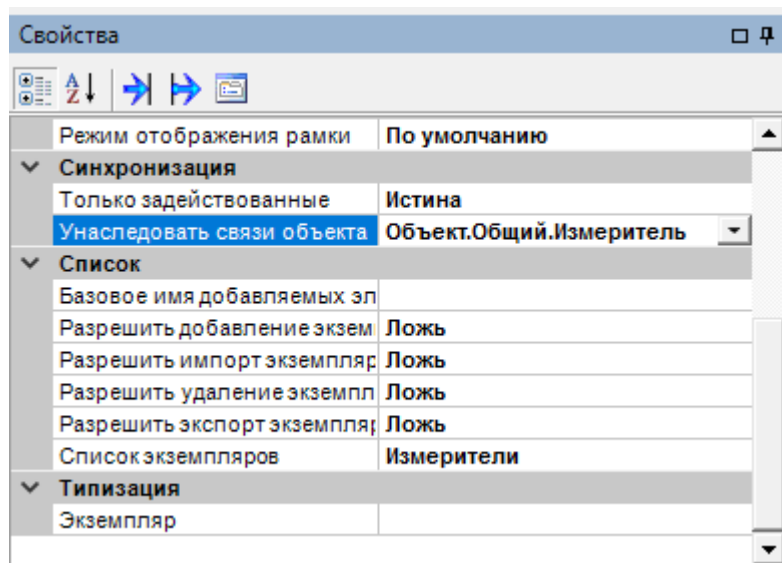 Свойства
Режим отображения рамки По умолчанию
Синхронизация
Только задействованные Истина
Унаследовать связи объекта Объект.Общий.Измеритель
Список
Базовое имя добавляемых эл
Разрешить добавление экзем Ложь
Разрешить импорт экземпляр Ложь
Разрешить удаление экземпл Ложь
Разрешить экспорт экземпляр Ложь
Список экземпляров Измерители
Типизация
Экземпляр